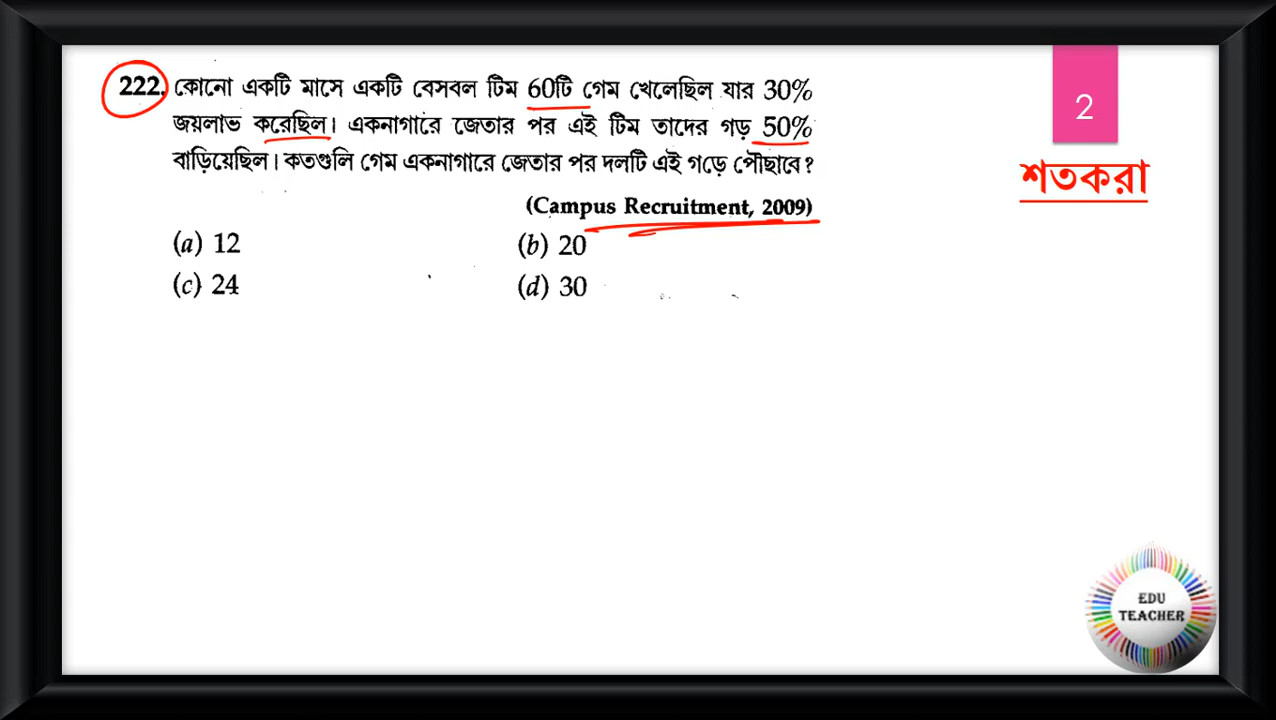 222. কোনো একটি মাসে একটি বেসবল টিম 60টি গেম খেলেছিল যার 30%
জয়লাভ করেছিল। একনাগারে জেতার পর এই টিম তাদের গড় 50%
বাড়িয়েছিল। কতগুলি গেম একনাগারে জেতার পর দলটি এই গড়ে পৌছাবে?
(Campus Recruitment, 2009)
(a) 12 (b) 20
(c) 24 (d) 30
2
শতকরা
EDU
TEACHER